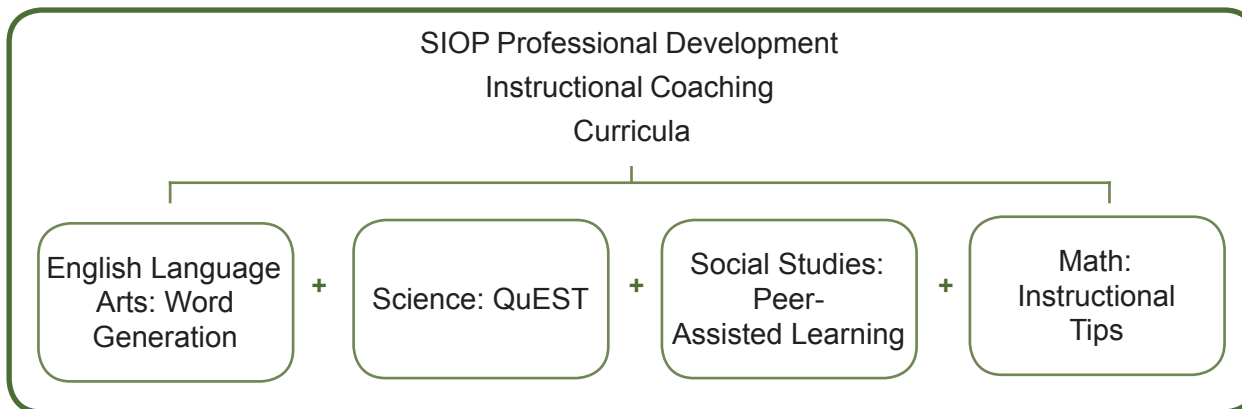 SIOP Professional Development
Instructional Coaching
Curricula
English Language
Arts: Word
Generation
+
Science: QuEST
+
Social Studies:
Peer-
Assisted Learning
+
Math:
Instructional
Tips